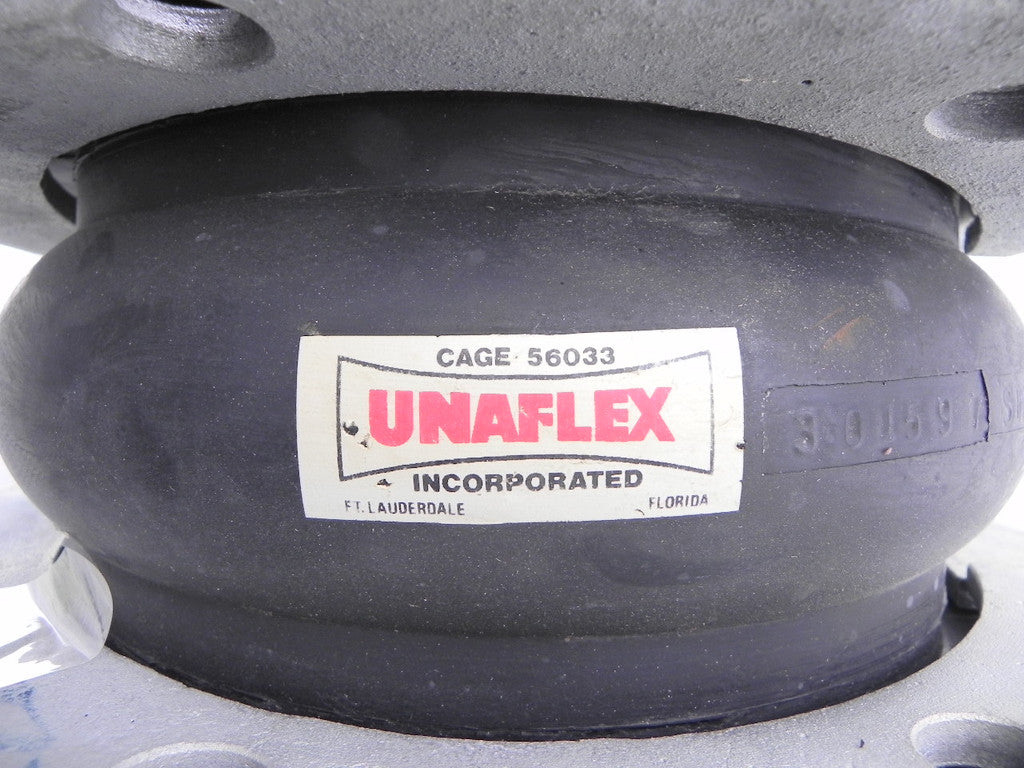 CAGE 56033
UNAFLEX
INCORPORATED
FT. LAUDERDALE FLORIDA